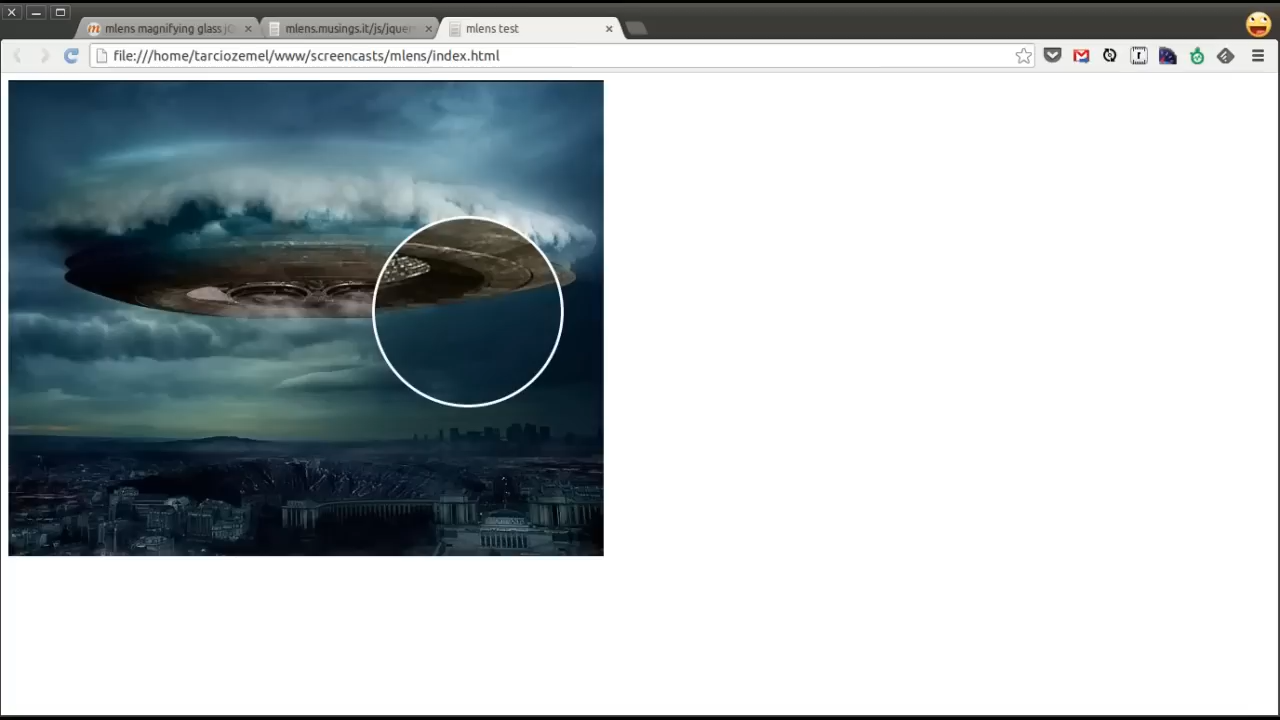 mlens magnifying glass jQ
mlens.musings.it/js/jquer
mlens test
file:///home/tarciozemel/www/screencasts/mlens/index.html